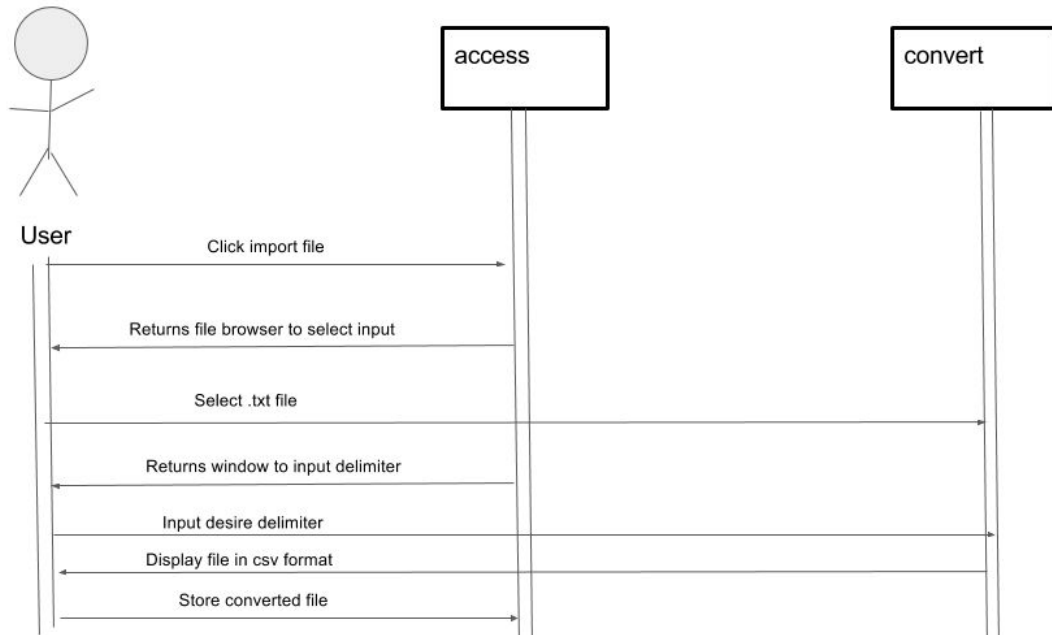 access
convert
User
Click import file
Returns file browser to select input
Select .txt file
Returns window to input delimiter
Input desire delimiter
Display file in csv format
Store converted file